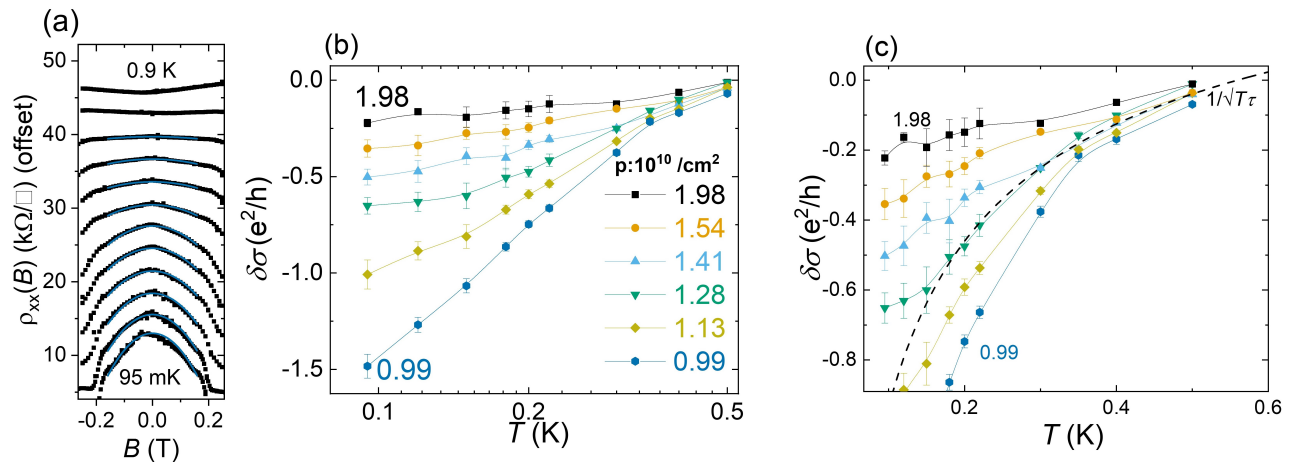 (a)
50
40
30
20
10
ρxx(B) (kΩ/□) (offset)
0.9 K
95 mK
-0.2 0.0 0.2
B (T)
(b)
0.0
-0.5
-1.0
-1.5
δσ (e²/h)
1.98
0.99
p:10¹⁰ /cm²
1.98
1.54
1.41
1.28
1.13
0.99
0.1 0.2 0.5
T (K)
(c)
0.0
-0.2
-0.4
-0.6
-0.8
δσ (e²/h)
1.98
1/√Tτ
0.99
0.2 0.4 0.6
T (K)